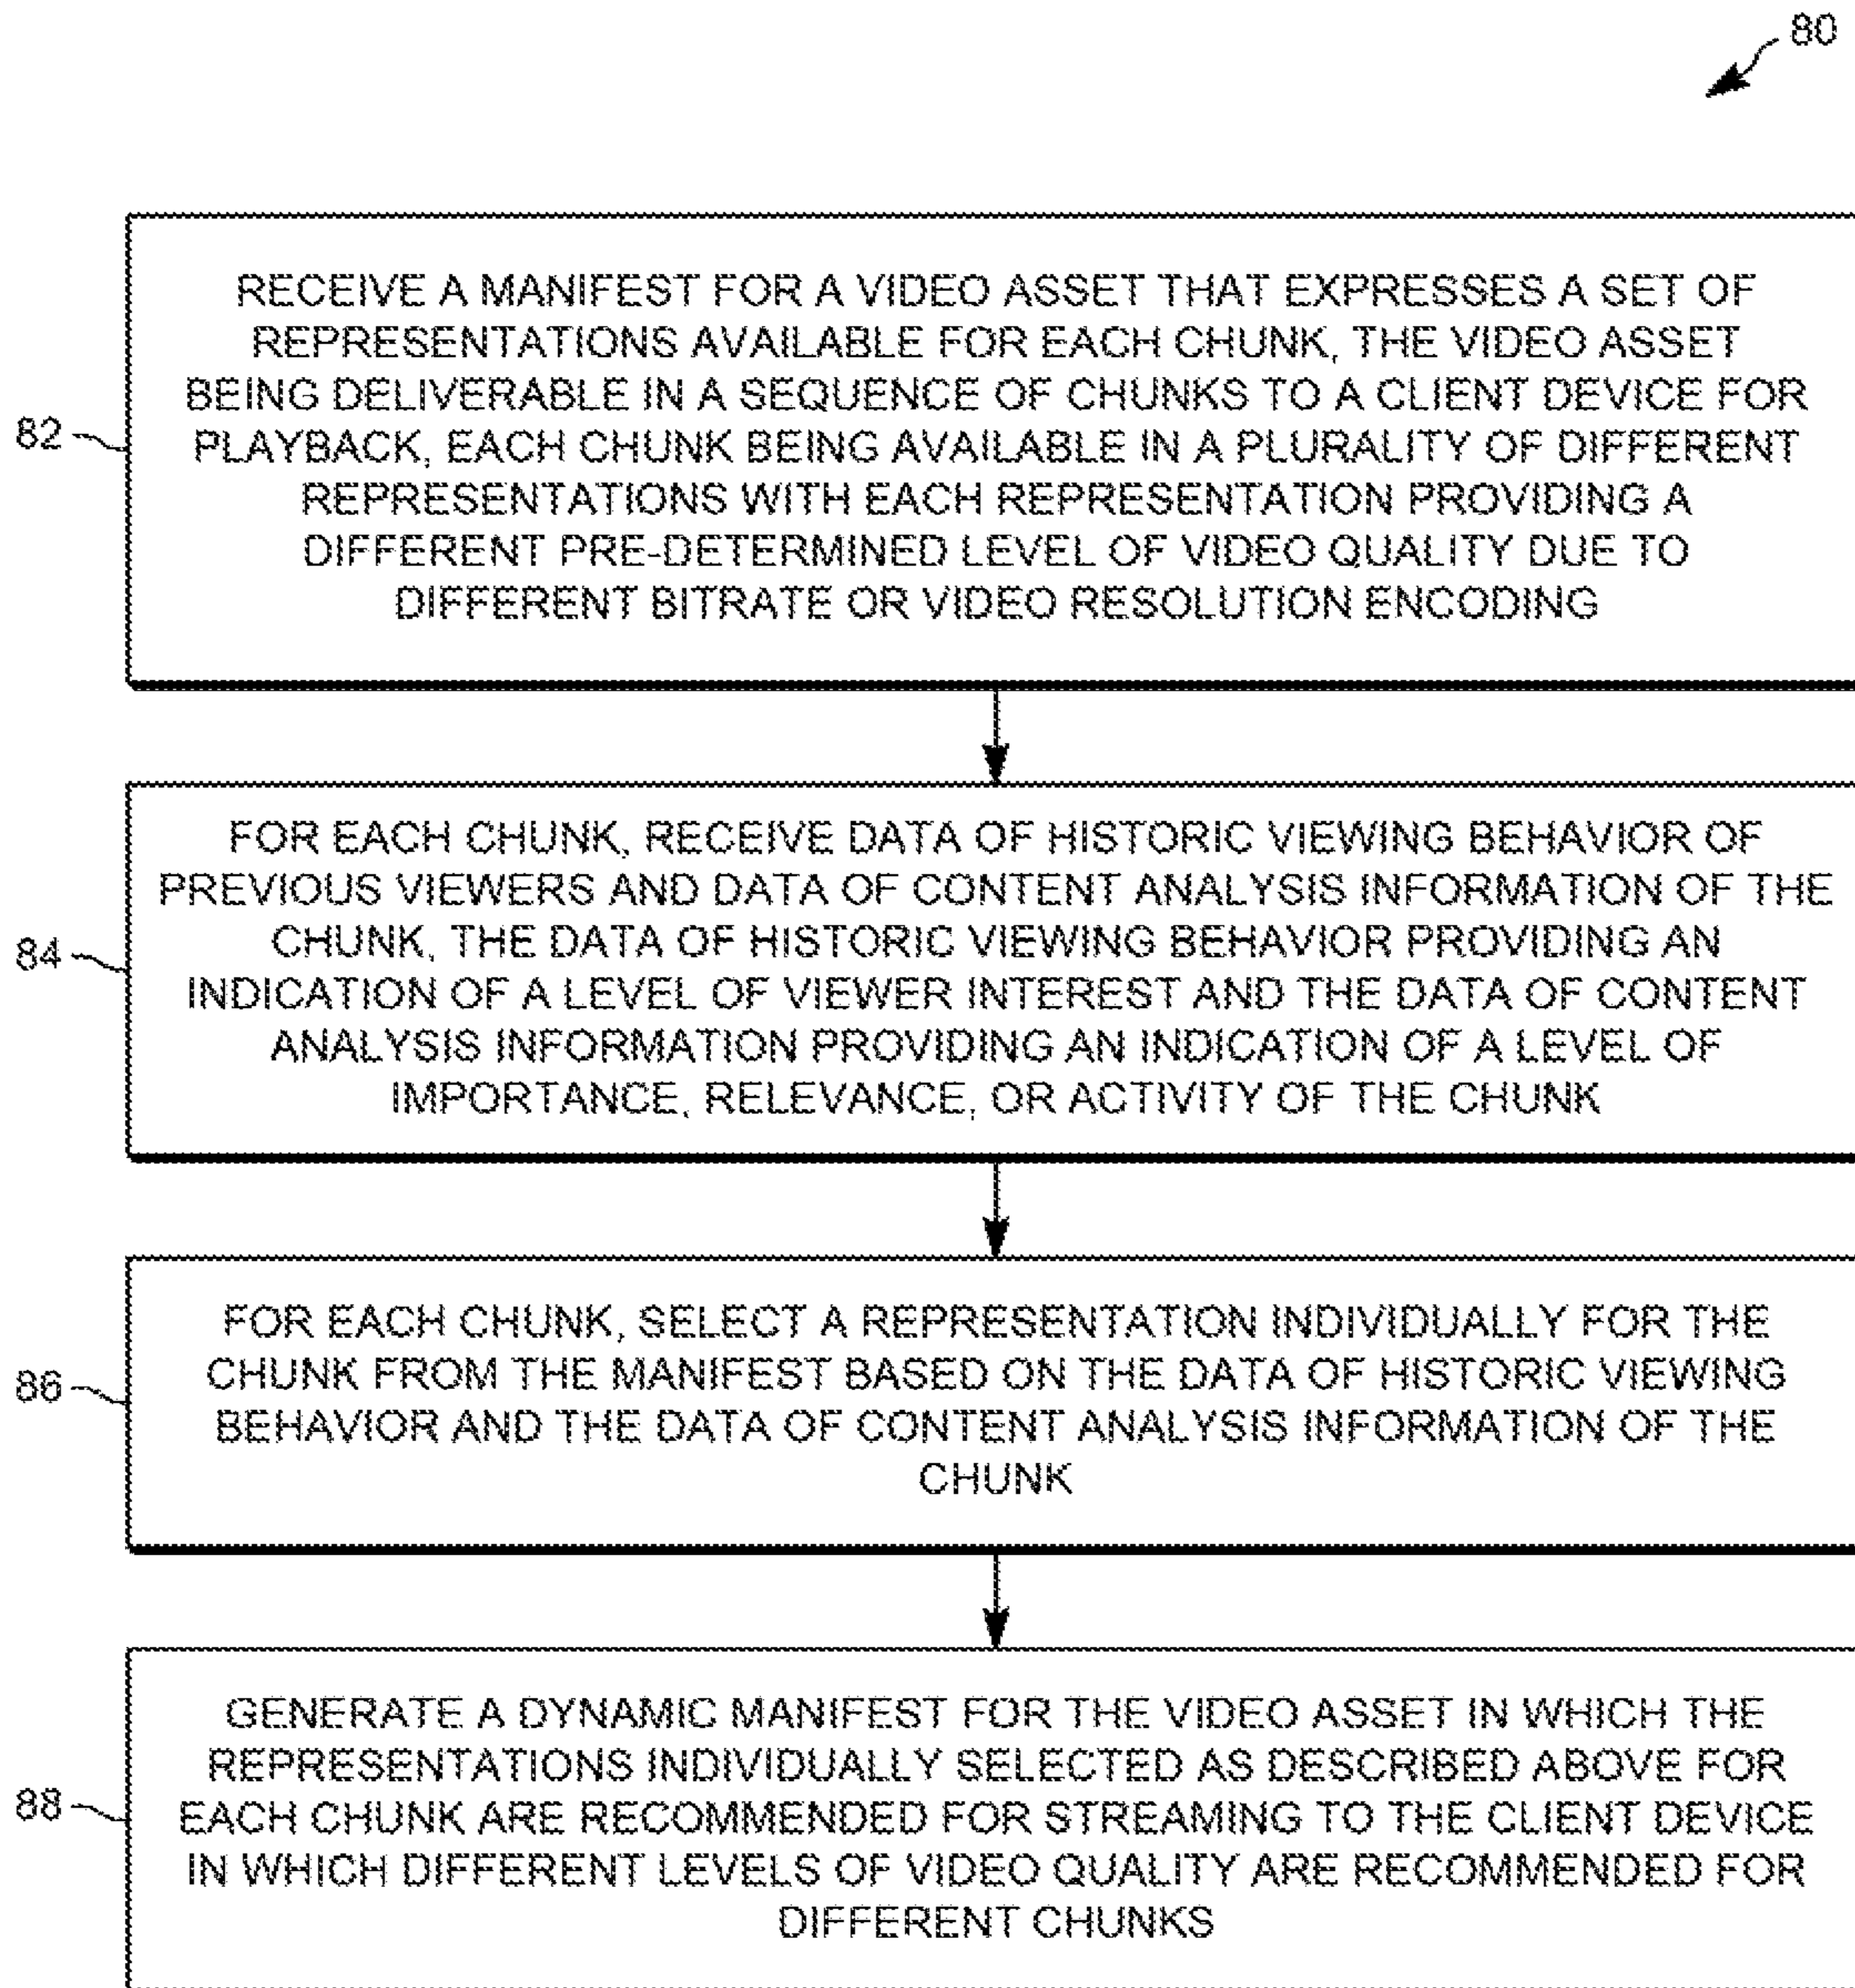 80
RECEIVE A MANIFEST FOR A VIDEO ASSET THAT EXPRESSES A SET OF
REPRESENTATIONS AVAILABLE FOR EACH CHUNK, THE VIDEO ASSET
BEING DELIVERABLE IN A SEQUENCE OF CHUNKS TO A CLIENT DEVICE FOR
82
PLAYBACK, EACH CHUNK BEING AVAILABLE IN A PLURALITY OF DIFFERENT
REPRESENTATIONS WITH EACH REPRESENTATION PROVIDING A
DIFFERENT PRE-DETERMINED LEVEL OF VIDEO QUALITY DUE TO
DIFFERENT BITRATE OR VIDEO RESOLUTION ENCODING
FOR EACH CHUNK, RECEIVE DATA OF HISTORIC VIEWING BEHAVIOR OF
PREVIOUS VIEWERS AND DATA OF CONTENT ANALYSIS INFORMATION OF THE
84
CHUNK, THE DATA OF HISTORIC VIEWING BEHAVIOR PROVIDING AN
INDICATION OF A LEVEL OF VIEWER INTEREST AND THE DATA OF CONTENT
ANALYSIS INFORMATION PROVIDING AN INDICATION OF A LEVEL OF
IMPORTANCE, RELEVANCE, OR ACTIVITY OF THE CHUNK
FOR EACH CHUNK, SELECT A REPRESENTATION INDIVIDUALLY FOR THE
86
CHUNK FROM THE MANIFEST BASED ON THE DATA OF HISTORIC VIEWING
BEHAVIOR AND THE DATA OF CONTENT ANALYSIS INFORMATION OF THE
CHUNK
GENERATE A DYNAMIC MANIFEST FOR THE VIDEO ASSET IN WHICH THE
REPRESENTATIONS INDIVIDUALLY SELECTED AS DESCRIBED ABOVE FOR
88
EACH CHUNK ARE RECOMMENDED FOR STREAMING TO THE CLIENT DEVICE
IN WHICH DIFFERENT LEVELS OF VIDEO QUALITY ARE RECOMMENDED FOR
DIFFERENT CHUNKS